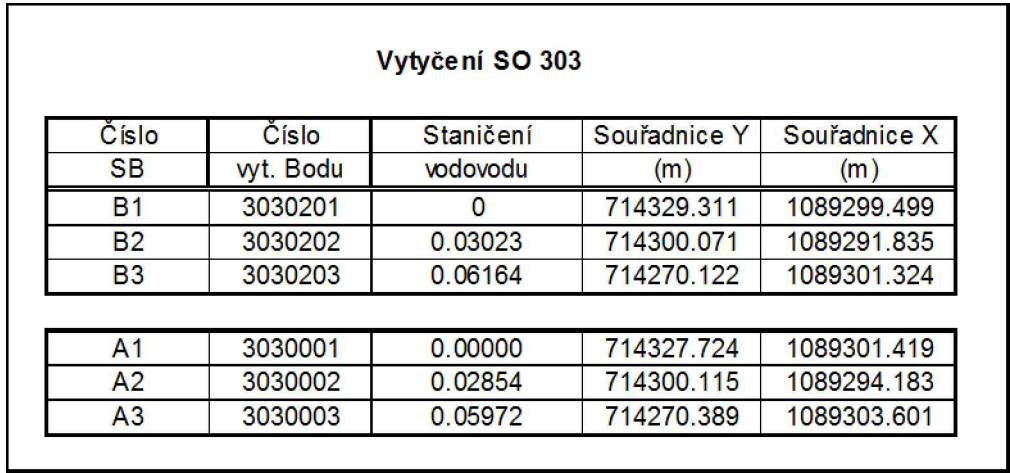 Vytyčení SO 303
Číslo Číslo Staničení Souřadnice Y Souřadnice X
SB vyt. Bodu vodovodu (m) (m)
B1 3030201 0 714329.311 1089299.499
B2 3030202 0.03023 714300.071 1089291.835
B3 3030203 0.06164 714270.122 1089301.324
A1 3030001 0.00000 714327.724 1089301.419
A2 3030002 0.02854 714300.115 1089294.183
A3 3030003 0.05972 714270.389 1089303.601